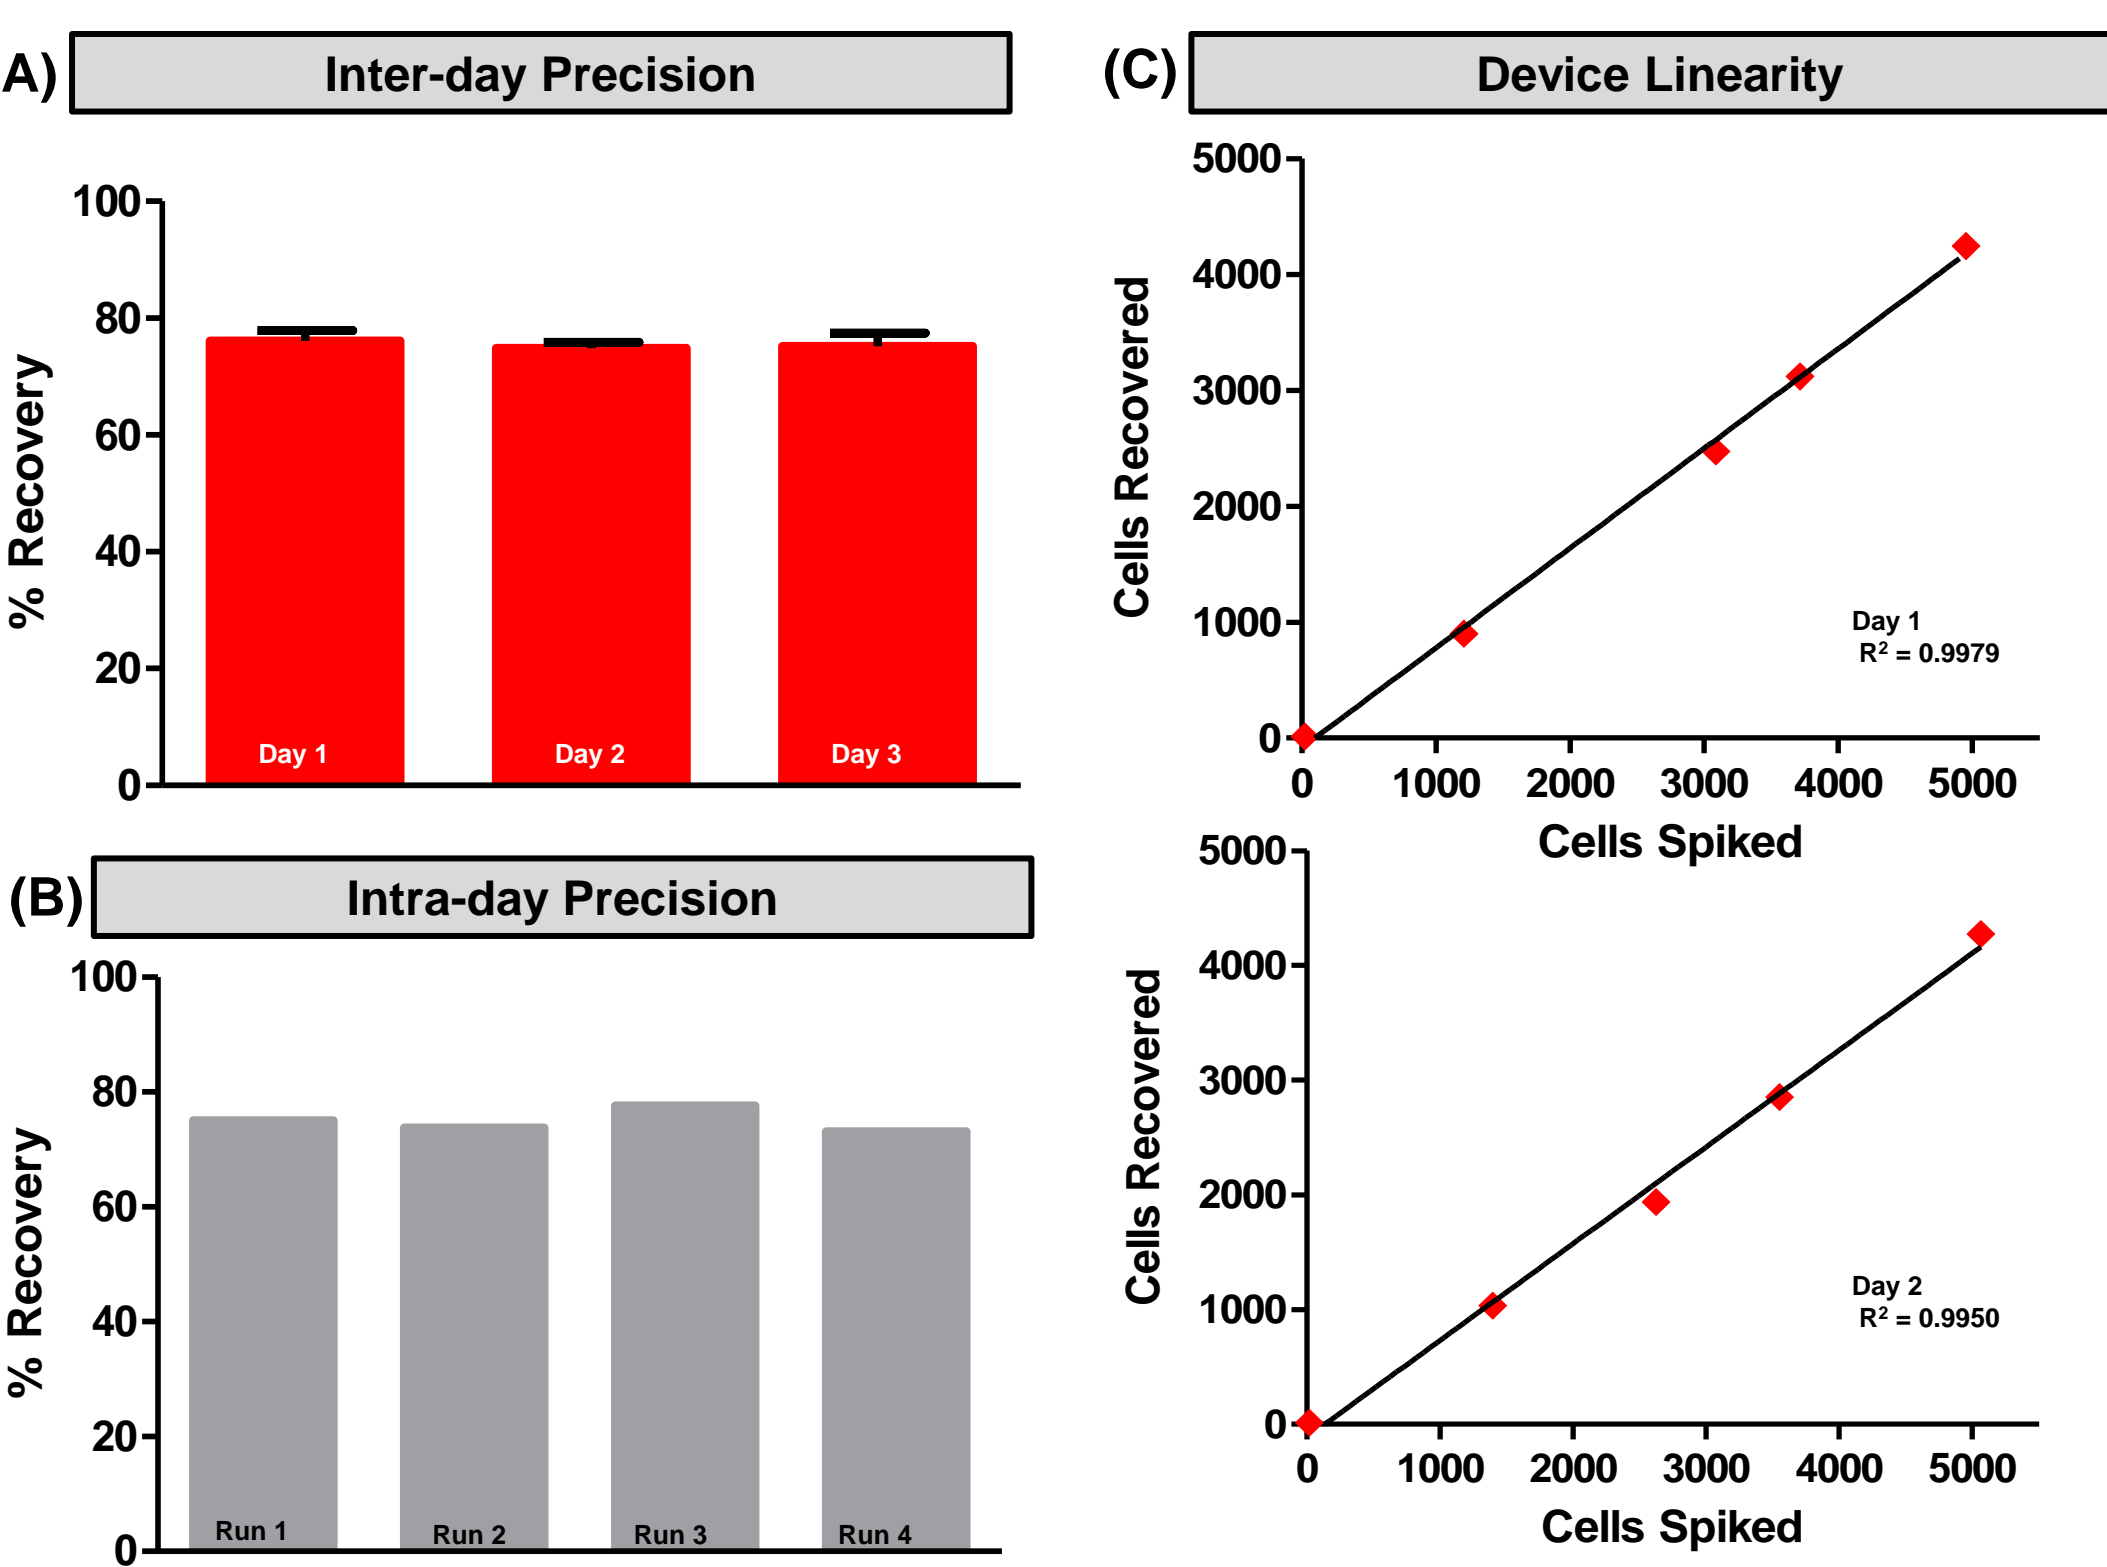 A)
Inter-day Precision
100
80
60
40
20
0
% Recovery
Day 1
Day 2
Day 3
(B)
Intra-day Precision
100
80
60
40
20
0
% Recovery
Run 1
Run 2
Run 3
Run 4
(C)
Device Linearity
5000
4000
3000
2000
1000
0
Cells Recovered
Day 1
R² = 0.9979
0 1000 2000 3000 4000 5000
Cells Spiked
5000
4000
3000
2000
1000
0
Cells Recovered
Day 2
R² = 0.9950
0 1000 2000 3000 4000 5000
Cells Spiked